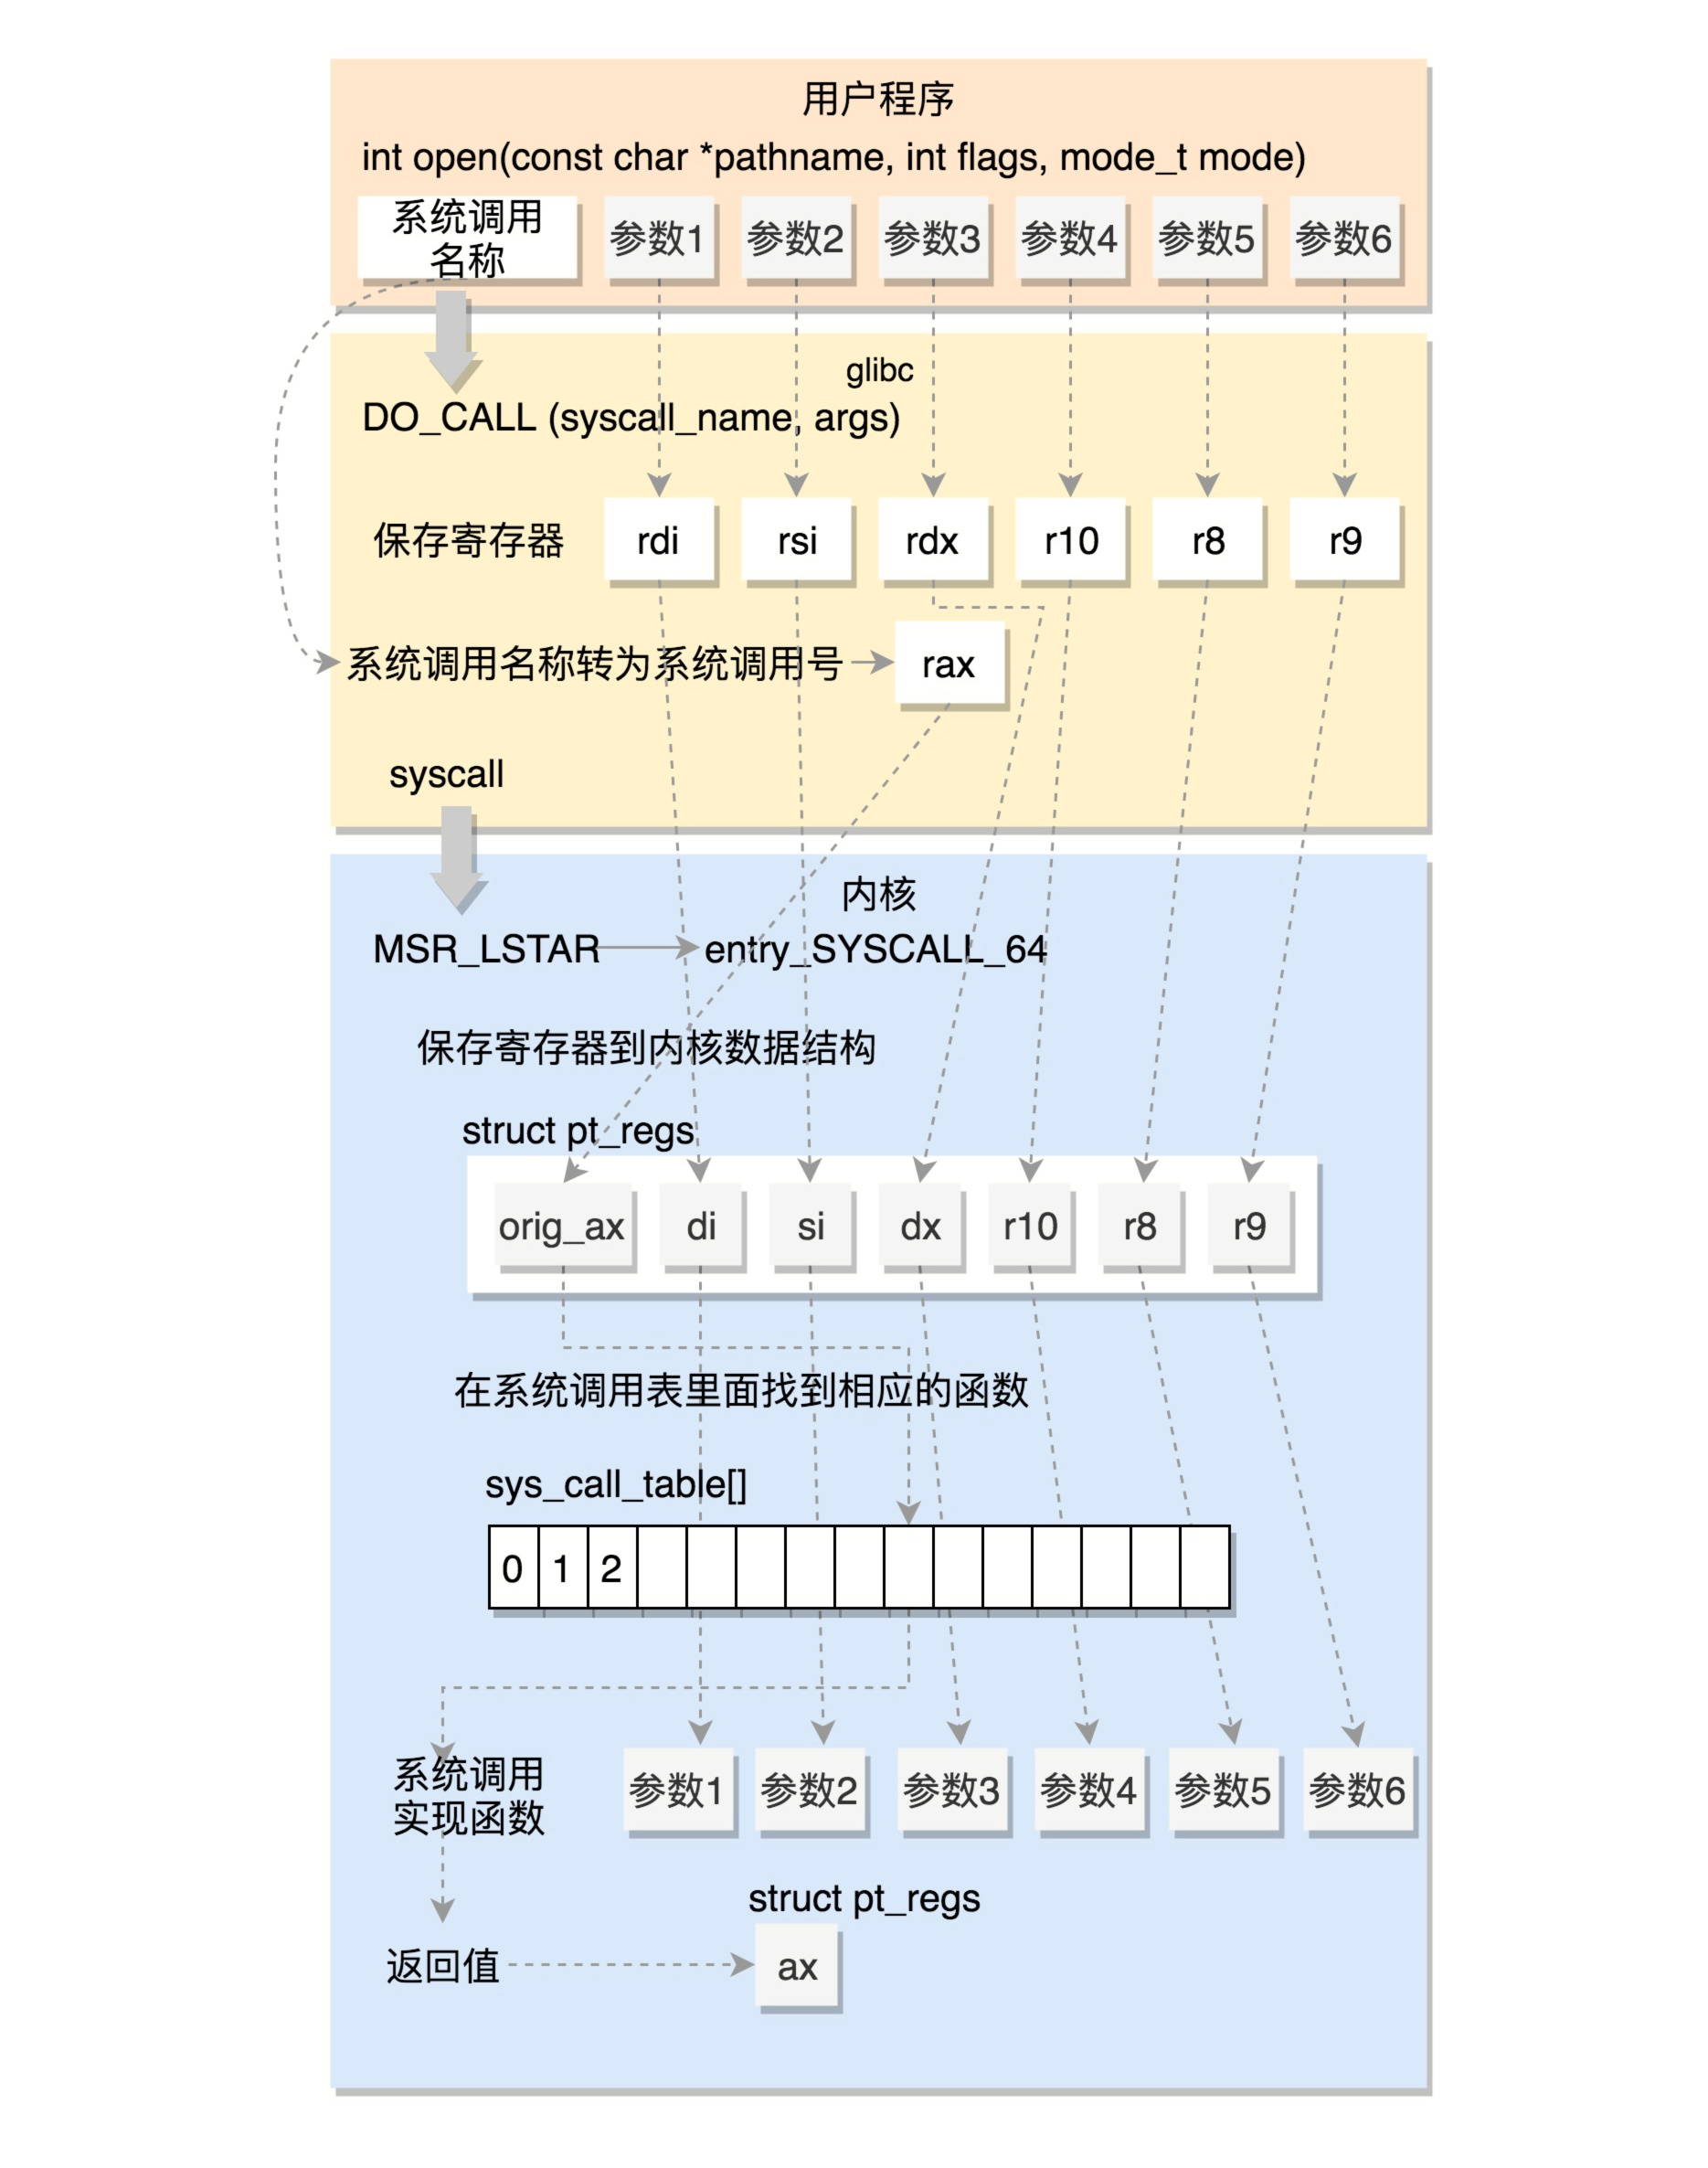 用户程序
int open(const char *pathname, int flags, mode_t mode)
系统调用
名称
参数1 参数2 参数3 参数4 参数5 参数6
glibc
DO_CALL (syscall_name, args)
保存寄存器 rdi rsi rdx r10 r8 r9
系统调用名称转为系统调用号 rax
syscall
内核
MSR_LSTAR entry_SYSCALL_64
保存寄存器到内核数据结构
struct pt_regs
orig_ax di si dx r10 r8 r9
在系统调用表里面找到相应的函数
sys_call_table[]
0 1 2
系统调用
实现函数
参数1 参数2 参数3 参数4 参数5 参数6
struct pt_regs
返回值 ax